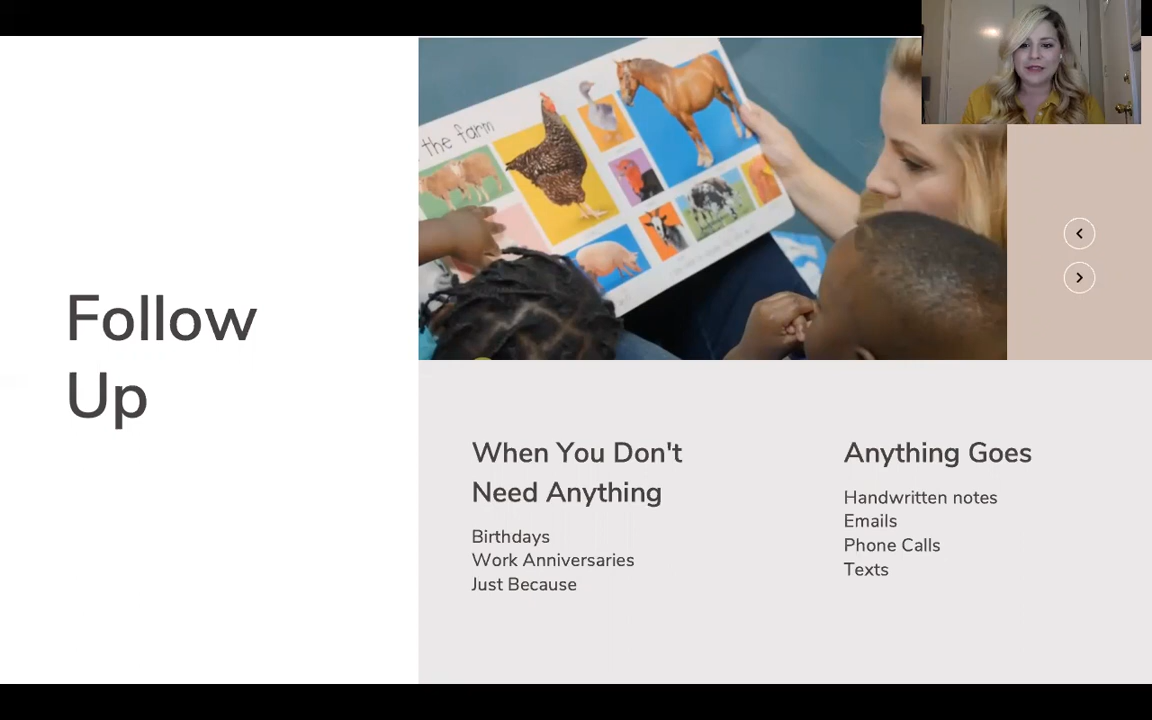 Follow
Up
the farm
When You Don't
Need Anything
Birthdays
Work Anniversaries
Just Because
Anything Goes
Handwritten notes
Emails
Phone Calls
Texts